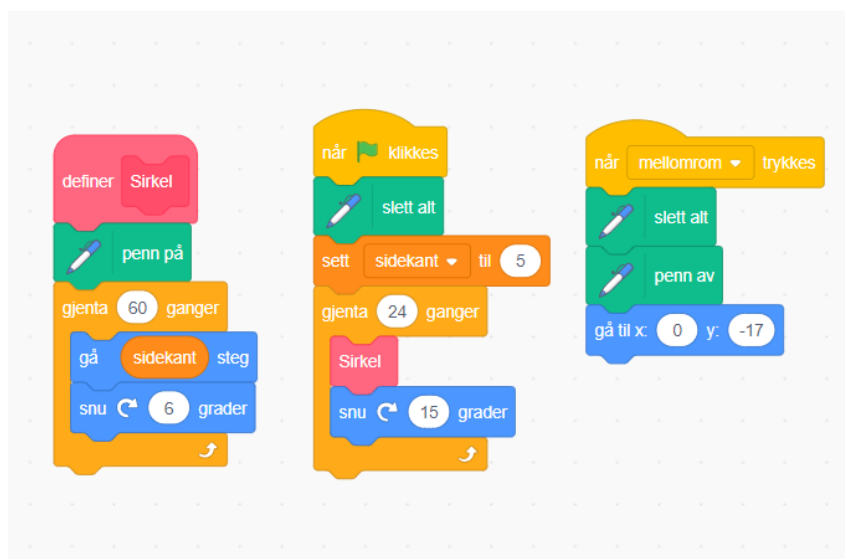 definer Sirkel
penn på
gjenta 60 ganger
gå sidekant steg
snu 6 grader
når klikkes
slett alt
sett sidekant til 5
gjenta 24 ganger
Sirkel
snu 15 grader
når mellomrom trykkes
slett alt
penn av
gå til x: 0 y: -17